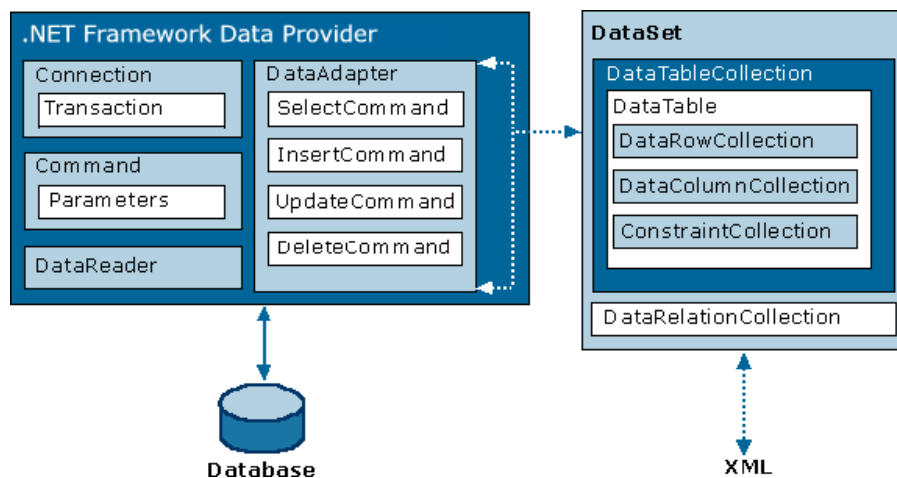 .NET Framework Data Provider
Connection
Transaction
Command
Parameters
DataReader
DataAdapter
SelectCommand
InsertCommand
UpdateCommand
DeleteCommand
Database
DataSet
DataTableCollection
DataTable
DataRowCollection
DataColumnCollection
ConstraintCollection
DataRelationCollection
XML